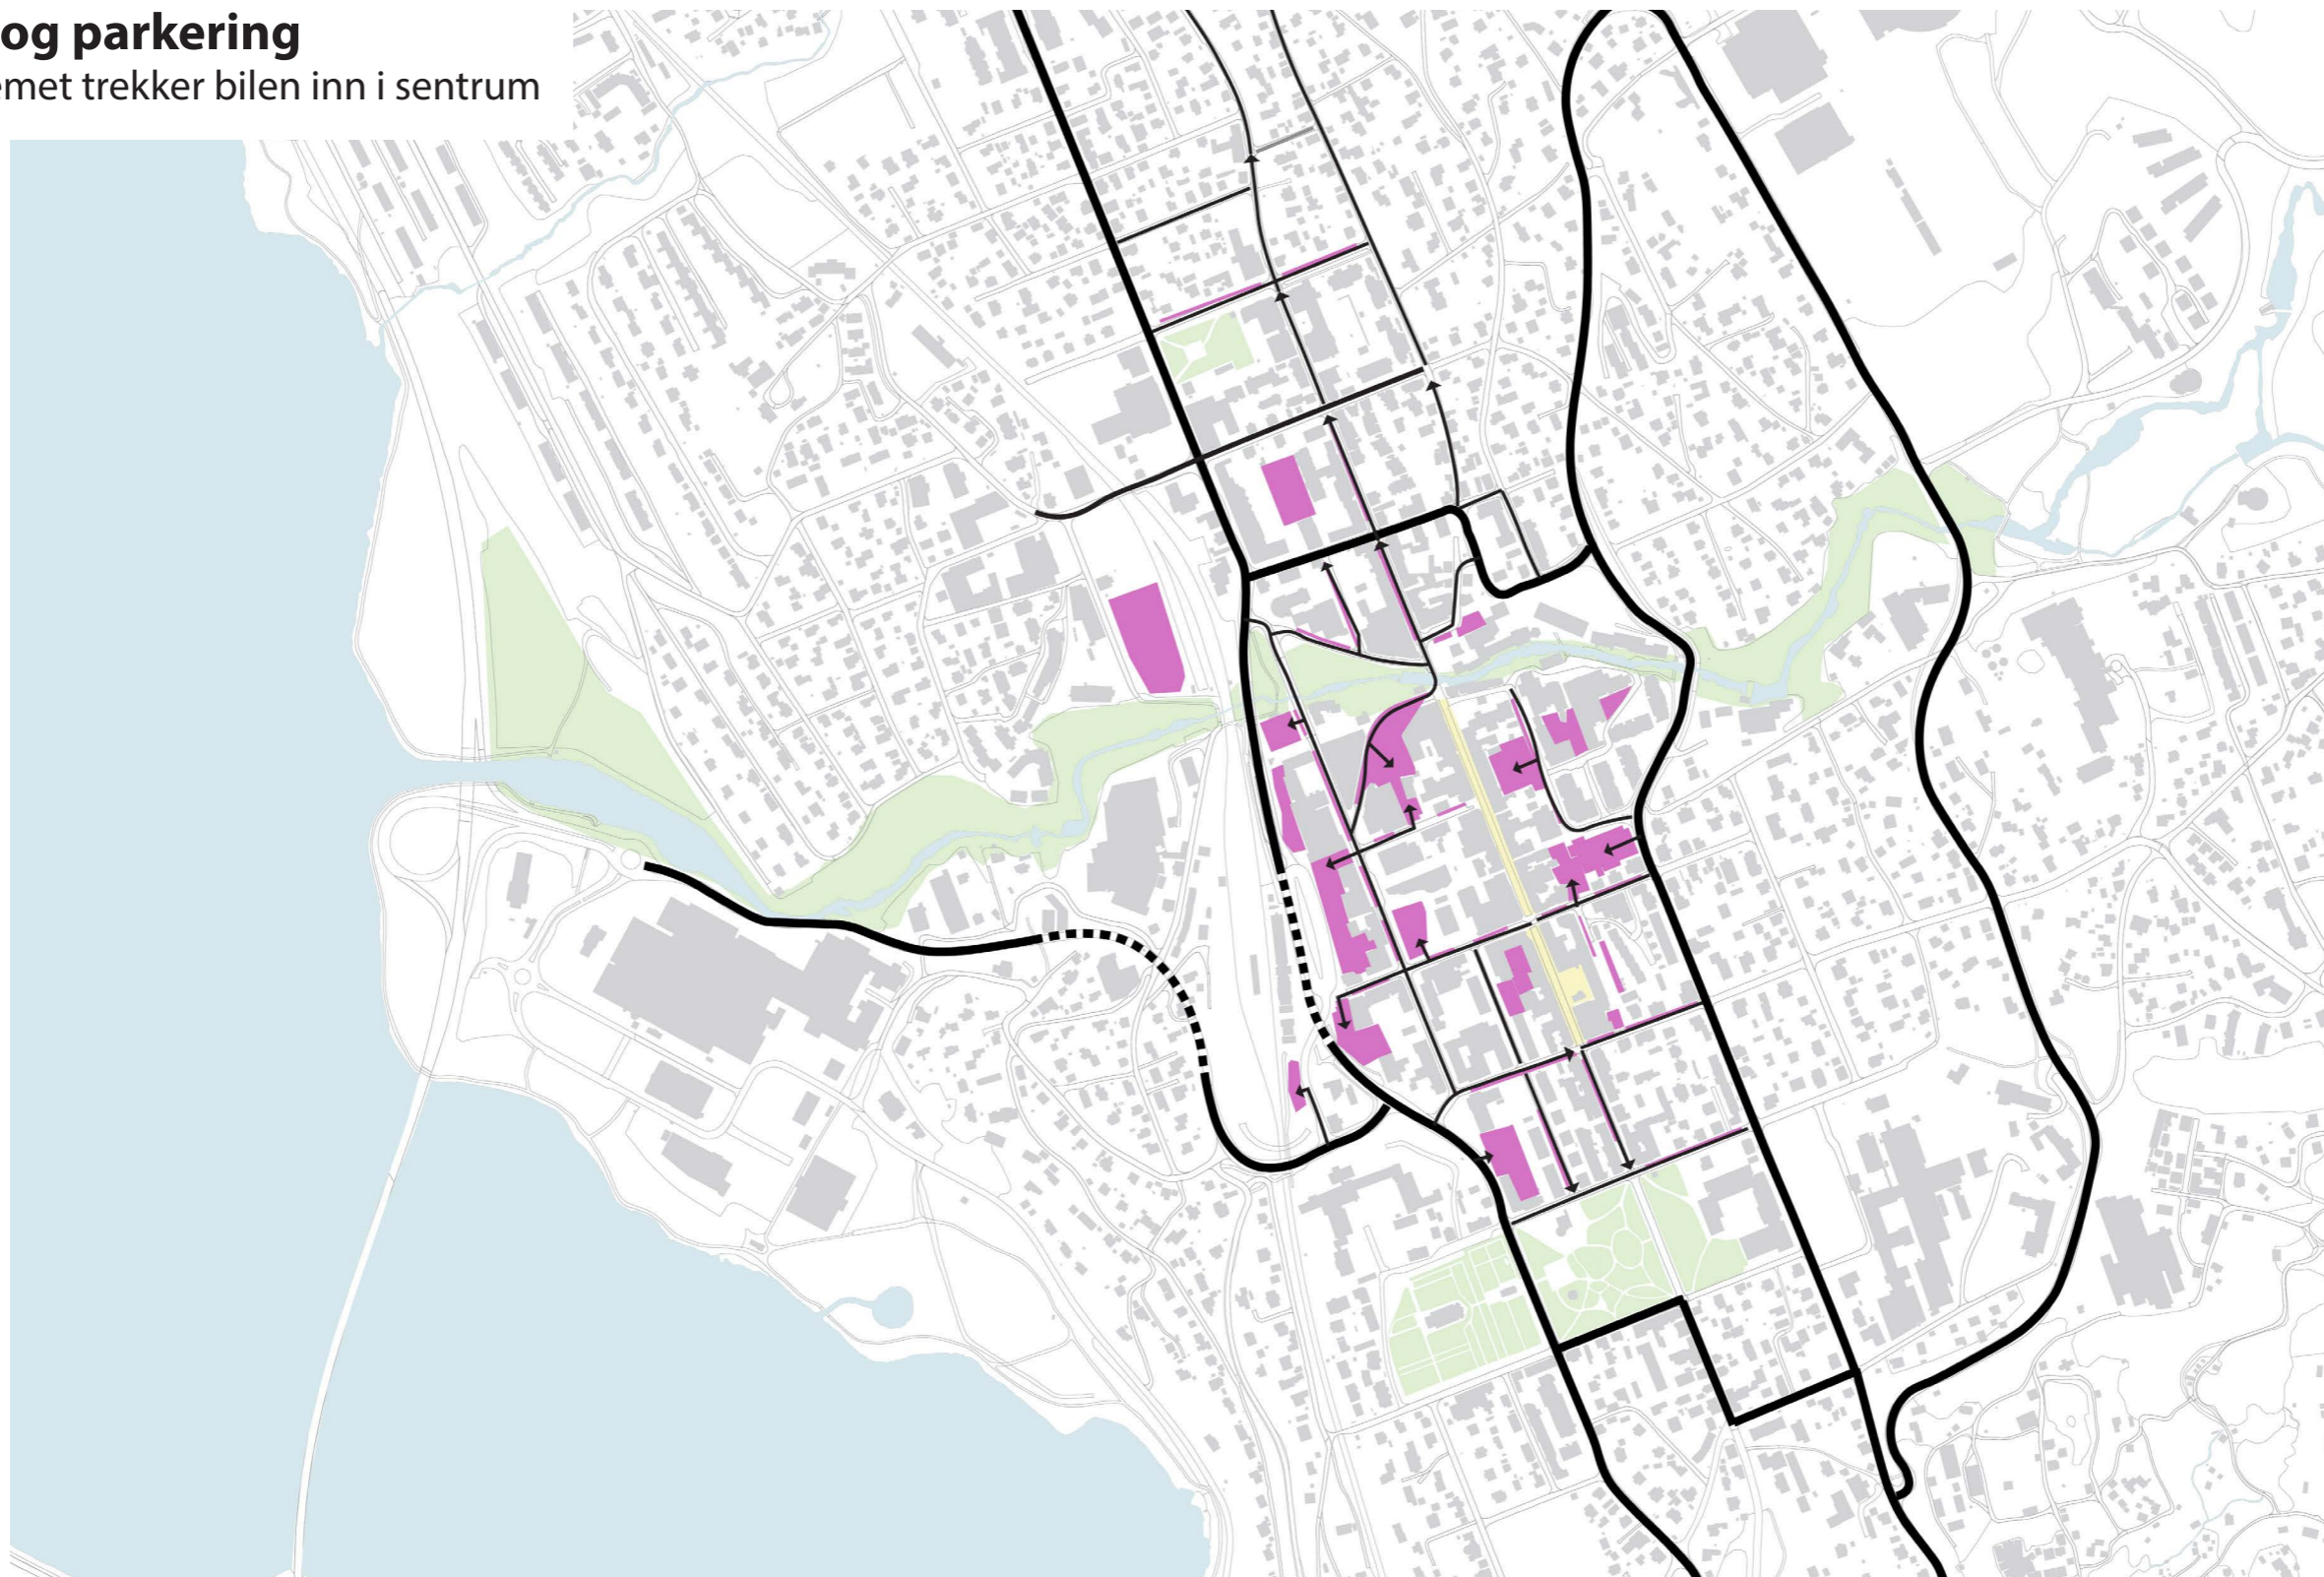 og parkering
emet trekker bilen inn i sentrum